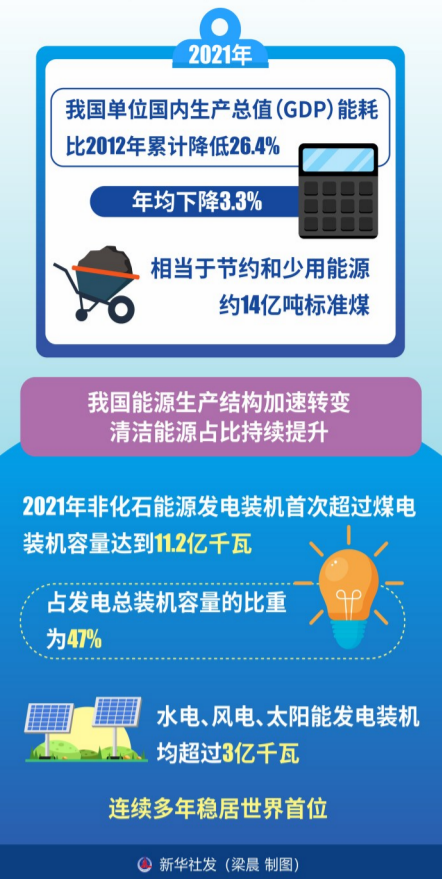 2021年
我国单位国内生产总值（GDP）能耗
比2012年累计降低26.4%
年均下降3.3%
相当于节约和少用能源
约14亿吨标准煤
我国能源生产结构加速转变
清洁能源占比持续提升
2021年非化石能源发电装机首次超过煤电
装机容量达到11.2亿千瓦
占发电总装机容量的比重
为47%
水电、风电、太阳能发电装机
均超过3亿千瓦
连续多年稳居世界首位
新华社发（梁晨 制图）